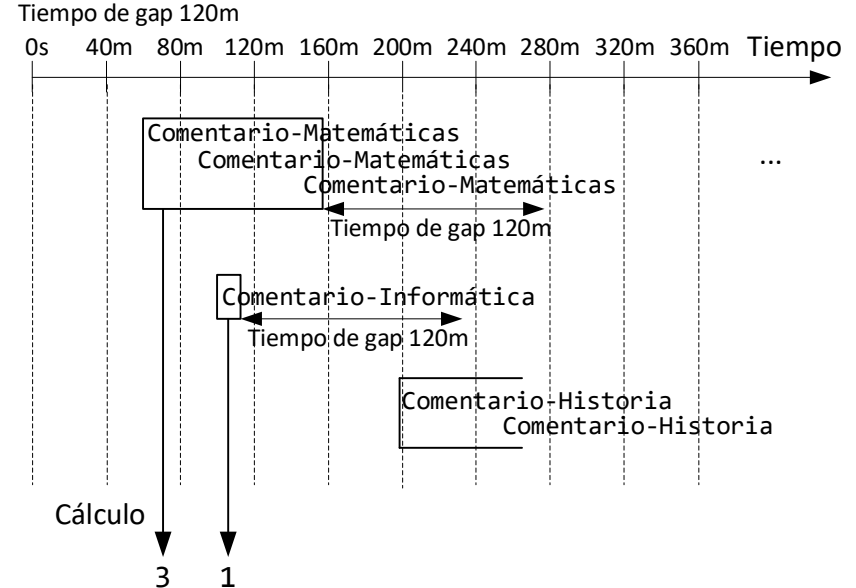 Tiempo de gap 120m
0s 40m 80m 120m 160m 200m 240m 280m 320m 360m Tiempo
Comentario-Matemáticas
Comentario-Matemáticas
...
Comentario-Matemáticas
Tiempo de gap 120m
Comentario-Informática
Tiempo de gap 120m
Comentario-Historia
Comentario-Historia
Cálculo
3 1